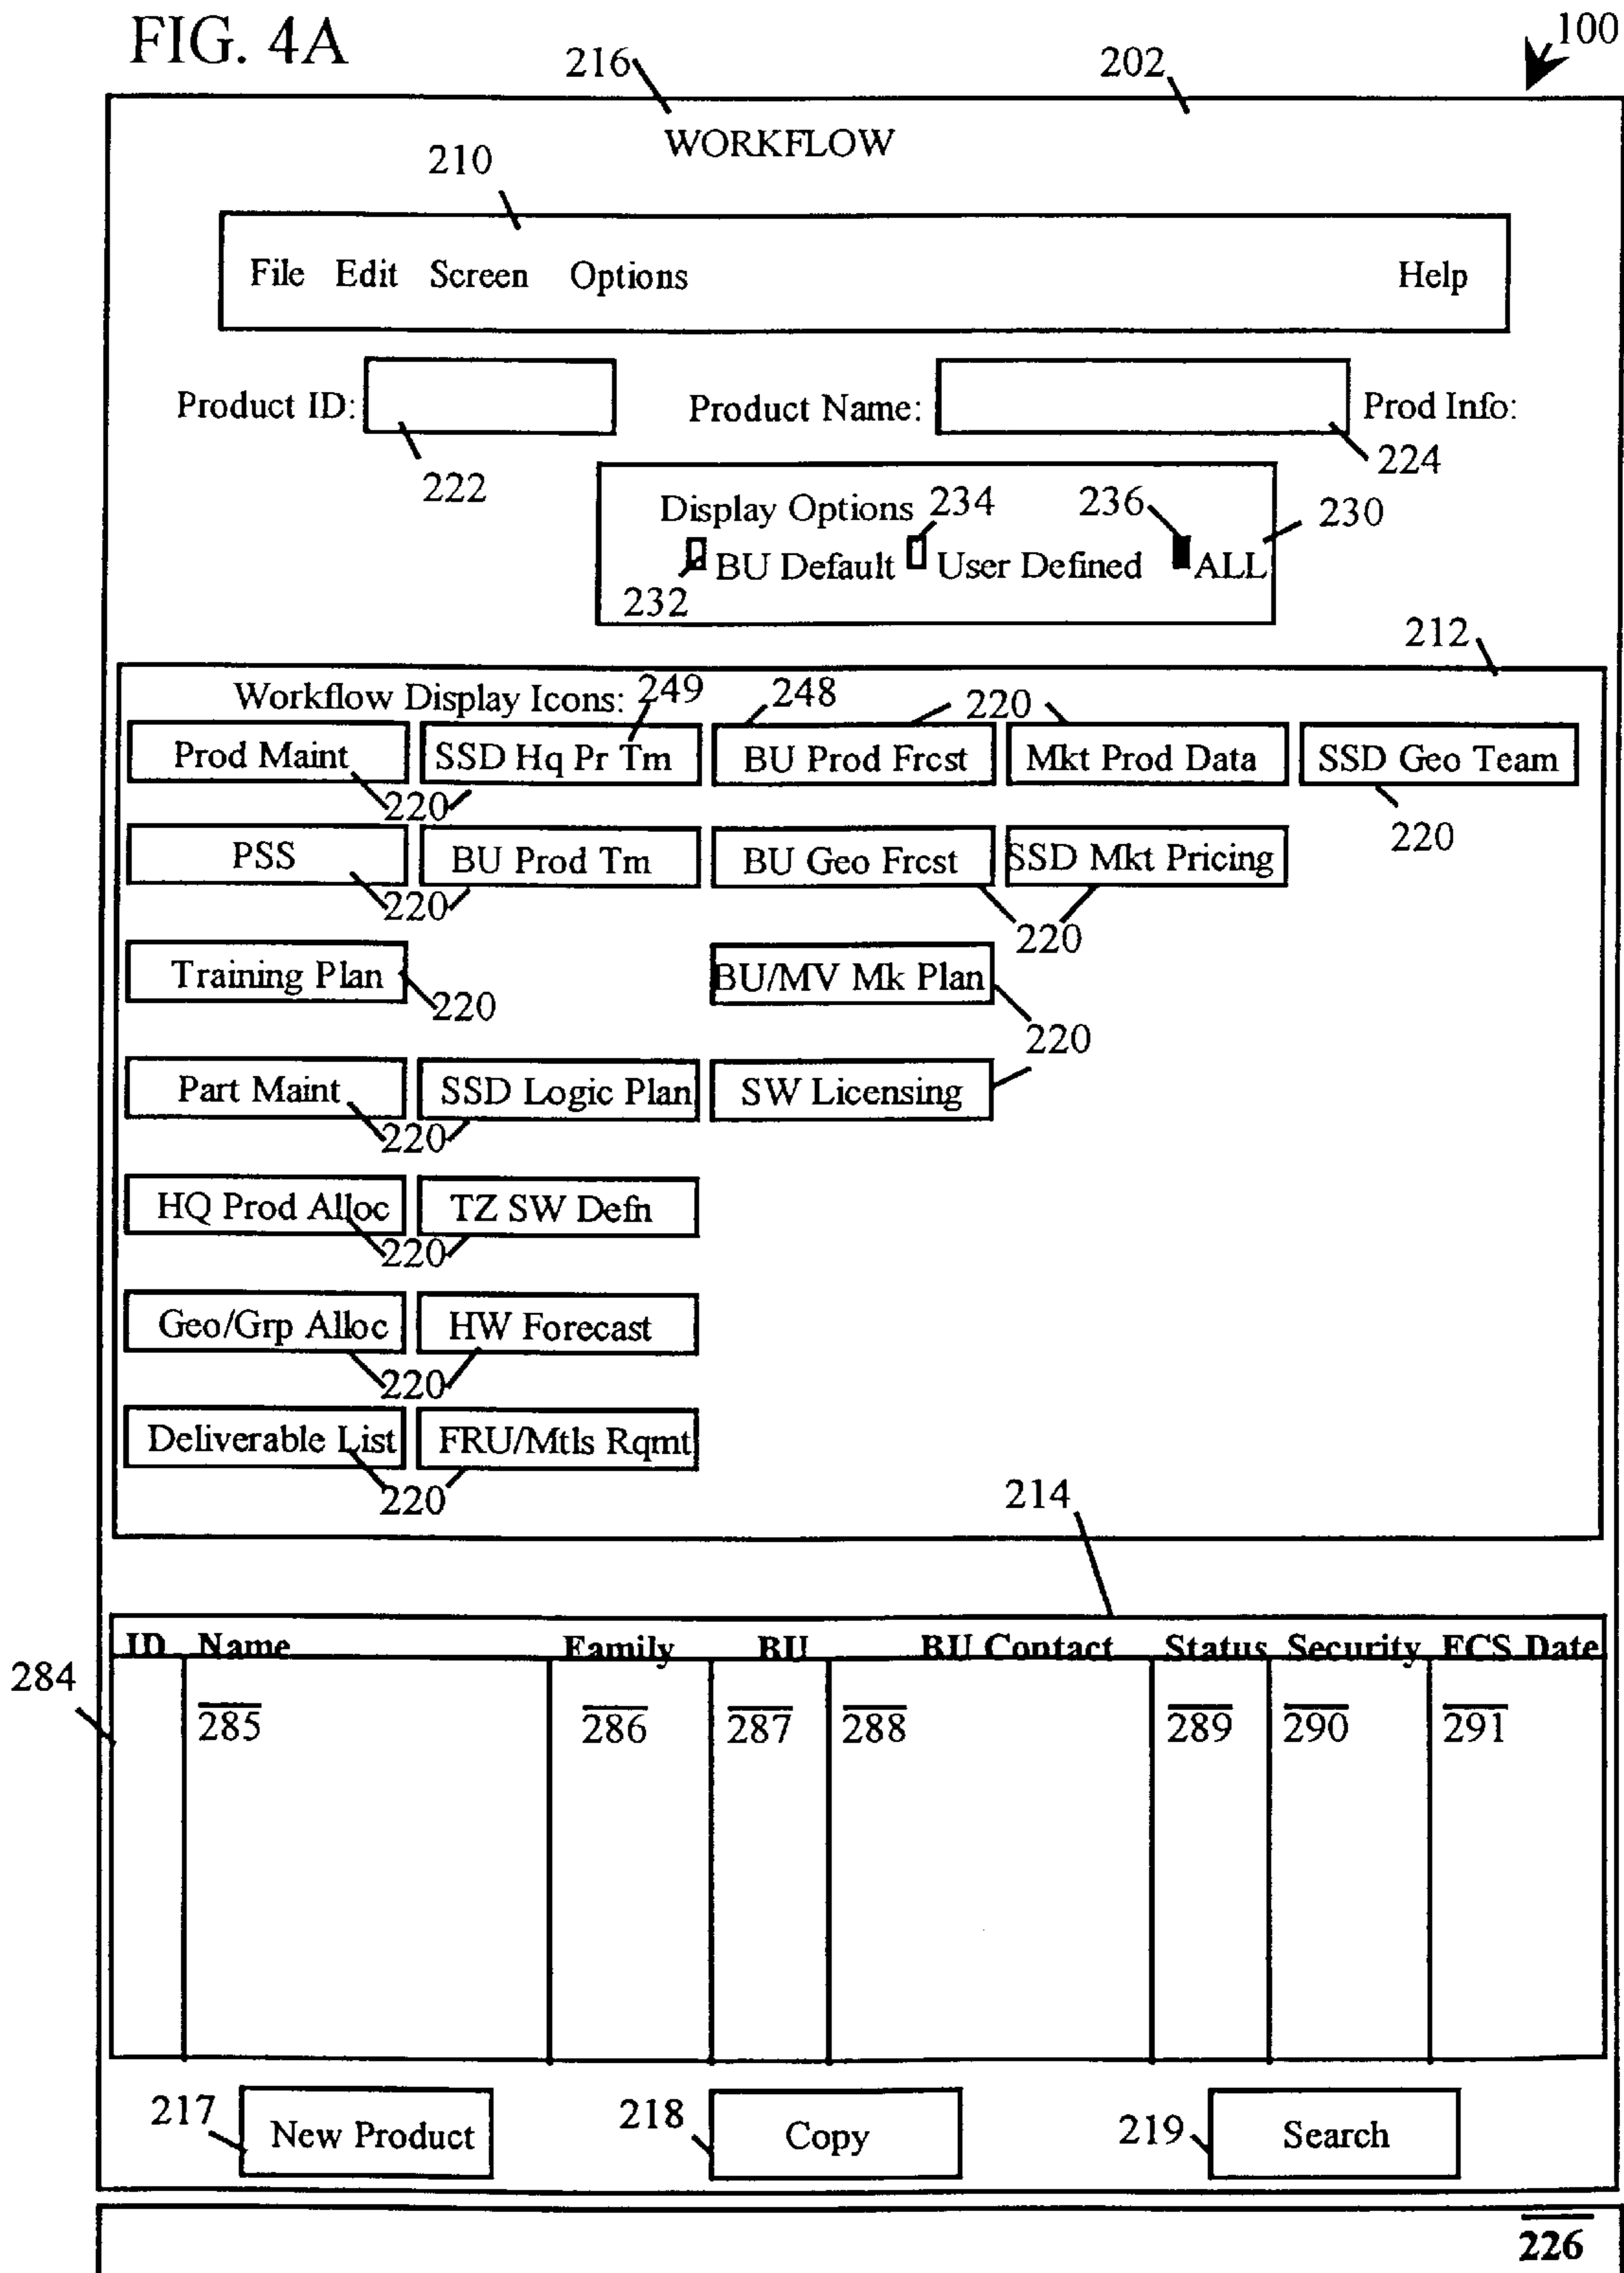 FIG. 4A
100
216
202
WORKFLOW
210
File Edit Screen Options Help
Product ID: Product Name: Prod Info:
222
224
Display Options 234 236 230
BU Default User Defined ALL
232
212
Workflow Display Icons: 249 248 220
Prod Maint SSD Hq Pr Tm BU Prod Frcst Mkt Prod Data SSD Geo Team
220 220
PSS BU Prod Tm BU Geo Frcst SSD Mkt Pricing
220 220
Training Plan BU/MV Mk Plan
220 220
Part Maint SSD Logic Plan SW Licensing
220
HQ Prod Alloc TZ SW Defn
220
Geo/Grp Alloc HW Forecast
220
Deliverable List FRU/Mtls Rqmt
220
214
ID Name Family BU BU Contact Status Security FCS Date
284 285 286 287 288 289 290 291
217 New Product 218 Copy 219 Search
226